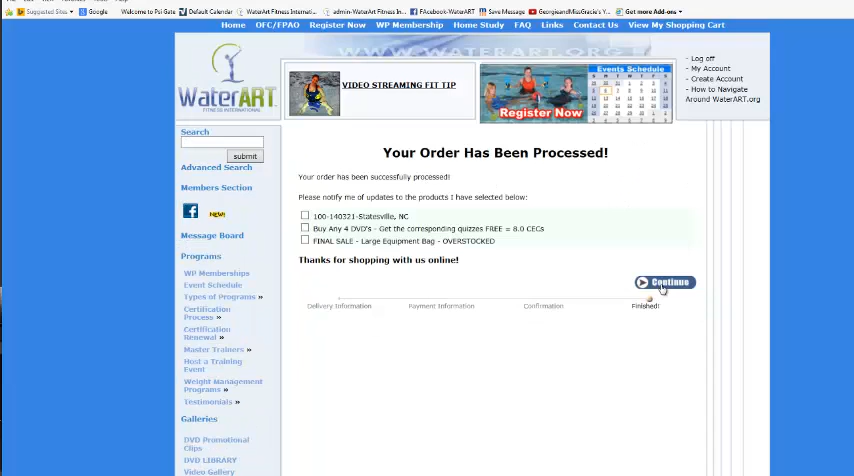 Suggested Sites Google Welcome to Psi Gate Default Calendar WaterArt Fitness Internati... admin-WaterArt Fitness In... FAcebook-WaterART Save Message GeorgieandMissGracie's Y... Get more Add-ons
Home OFC/FPAO Register Now WP Membership Home Study FAQ Links Contact Us View My Shopping Cart
WWW.WATERART.ORG
WaterART
FITNESS INTERNATIONAL
VIDEO STREAMING FIT TIP
Events Schedule
Register Now
- Log off
- My Account
- Create Account
- How to Navigate
Around WaterART.org
Search
submit
Advanced Search
Members Section
NEW!
Message Board
Programs
WP Memberships
Event Schedule
Types of Programs »
Certification
Process »
Certification
Renewal »
Master Trainers »
Host a Training
Event
Weight Management
Programs »
Testimonials »
Galleries
DVD Promotional
Clips
DVD LIBRARY
Video Gallery
Your Order Has Been Processed!
Your order has been successfully processed!
Please notify me of updates to the products I have selected below:
100-140321-Statesville, NC
Buy Any 4 DVD's - Get the corresponding quizzes FREE = 8.0 CECs
FINAL SALE - Large Equipment Bag - OVERSTOCKED
Thanks for shopping with us online!
Continue
Delivery Information Payment Information Confirmation Finished!